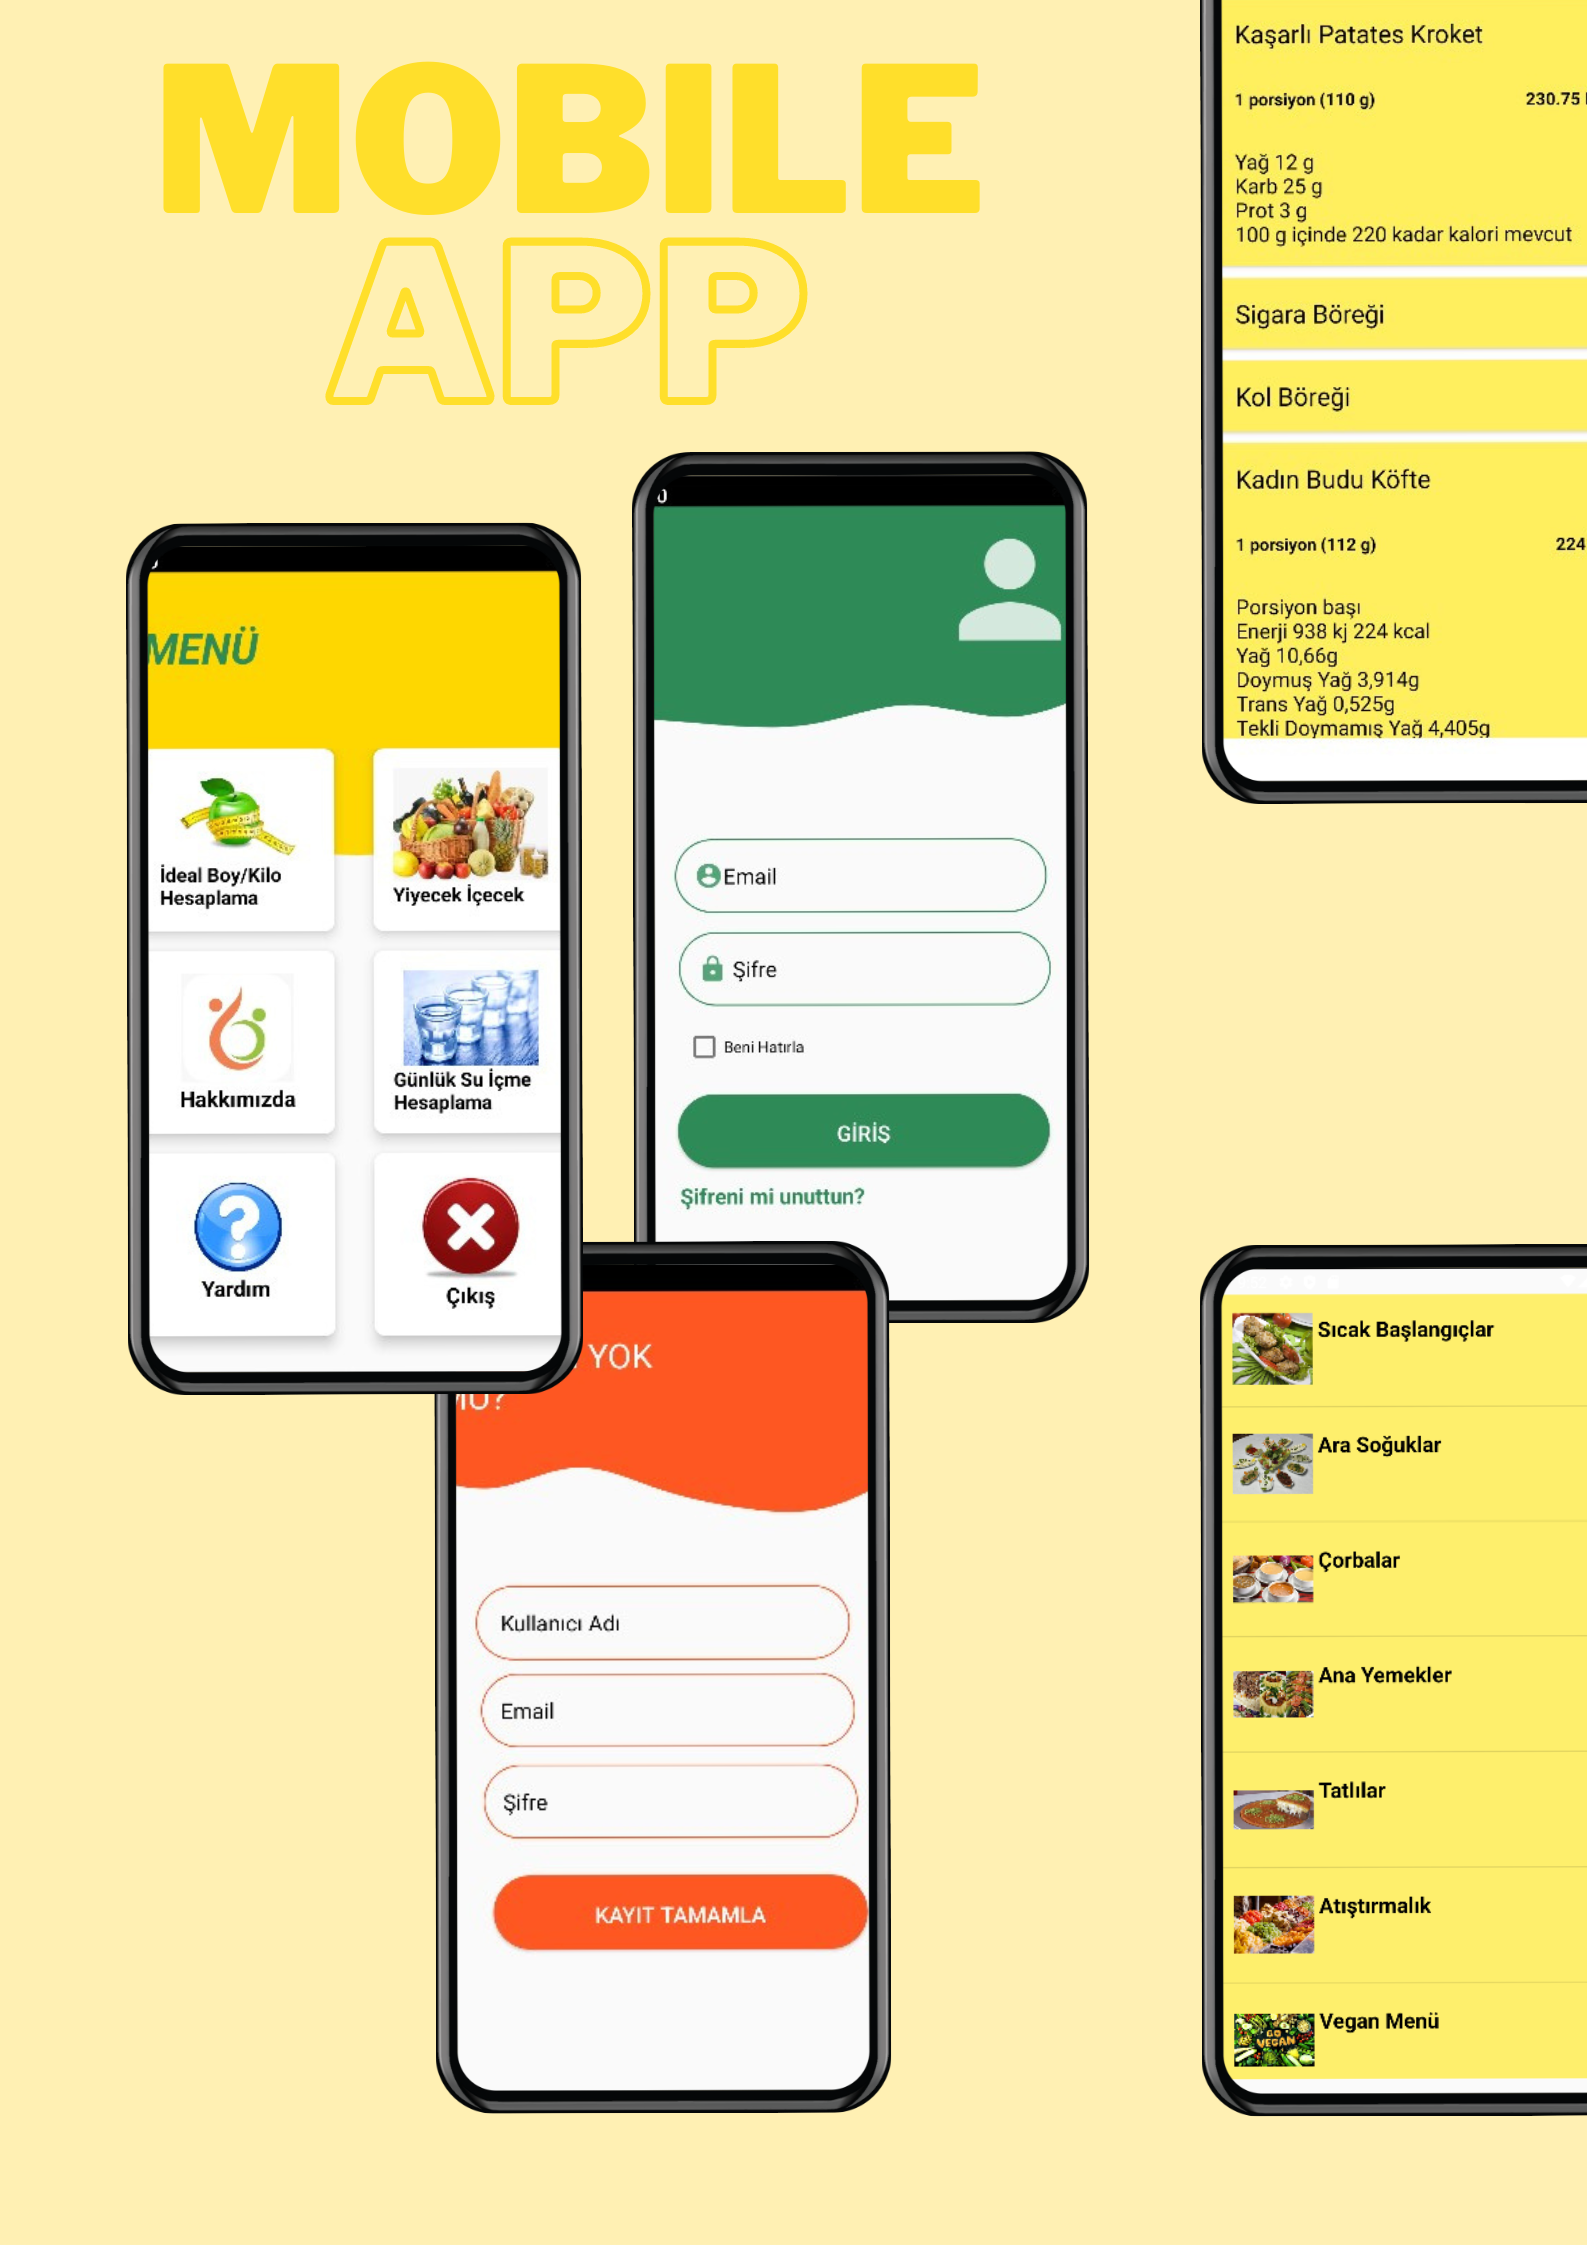 MOBILE
APP
MENÜ
İdeal Boy/Kilo
Hesaplama
Yiyecek İçecek
Hakkımızda
Günlük Su İçme
Hesaplama
Yardım
Çıkış
Email
Şifre
Beni Hatırla
GİRİŞ
Şifreni mi unuttun?
YOK
MU?
Kullanıcı Adı
Email
Şifre
KAYIT TAMAMLA
Kaşarlı Patates Kroket
1 porsiyon (110 g) 230.75
Yağ 12 g
Karb 25 g
Prot 3 g
100 g içinde 220 kadar kalori mevcut
Sigara Böreği
Kol Böreği
Kadın Budu Köfte
1 porsiyon (112 g) 224
Porsiyon başı
Enerji 938 kj 224 kcal
Yağ 10,66g
Doymuş Yağ 3,914g
Trans Yağ 0,525g
Tekli Doymamış Yağ 4,405g
Sıcak Başlangıçlar
Ara Soğuklar
Çorbalar
Ana Yemekler
Tatlılar
Atıştırmalık
GO
VEGAN
Vegan Menü